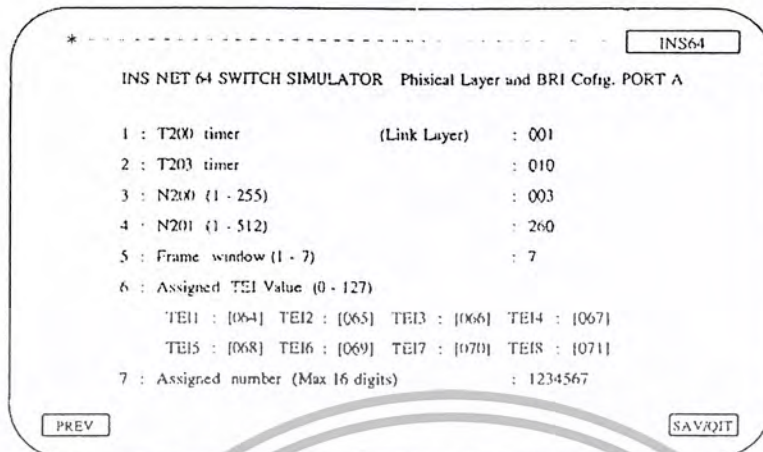 * - - - - - - - - - - - - - - - - - - - - - - - - - - - - - - - INS64
INS NET 64 SWITCH SIMULATOR Phisical Layer and BRI Cofig. PORT A
1 : T200 timer (Link Layer) : 001
2 : T203 timer : 010
3 : N200 (1 - 255) : 003
4 : N201 (1 - 512) : 260
5 : Frame window (1 - 7) : 7
6 : Assigned TEI Value (0 - 127)
TEI1 : [064] TEI2 : [065] TEI3 : [066] TEI4 : [067]
TEI5 : [068] TEI6 : [069] TEI7 : [070] TEI8 : [071]
7 : Assigned number (Max 16 digits) : 1234567
PREV SAV/QIT